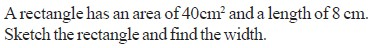 A rectangle has an area of 40cm² and a length of 8 cm.
Sketch the rectangle and find the width.